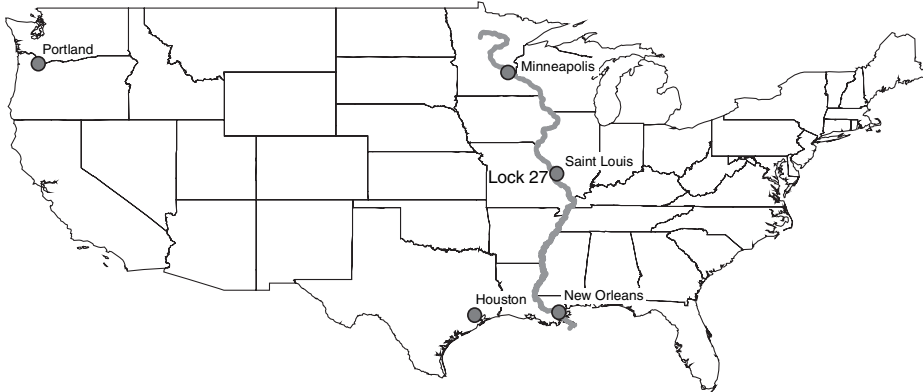 Portland
Minneapolis
Saint Louis
Lock 27
Houston
New Orleans